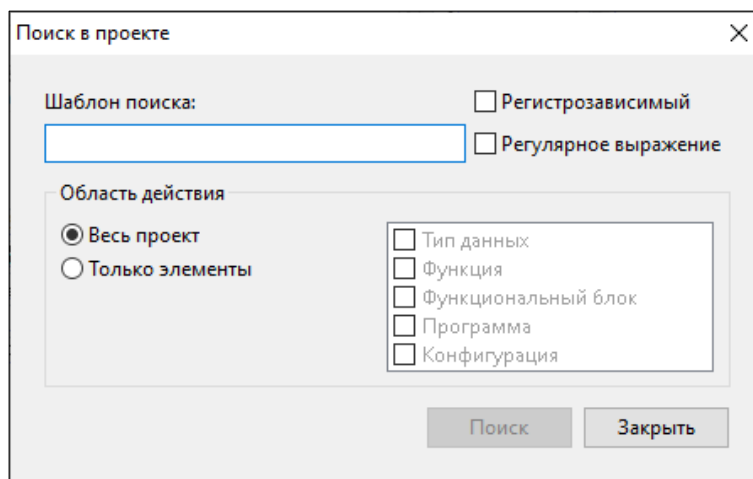 Поиск в проекте
Шаблон поиска:
Регистрозависимый
Регулярное выражение
Область действия
Весь проект
Только элементы
Тип данных
Функция
Функциональный блок
Программа
Конфигурация
Поиск
Закрыть